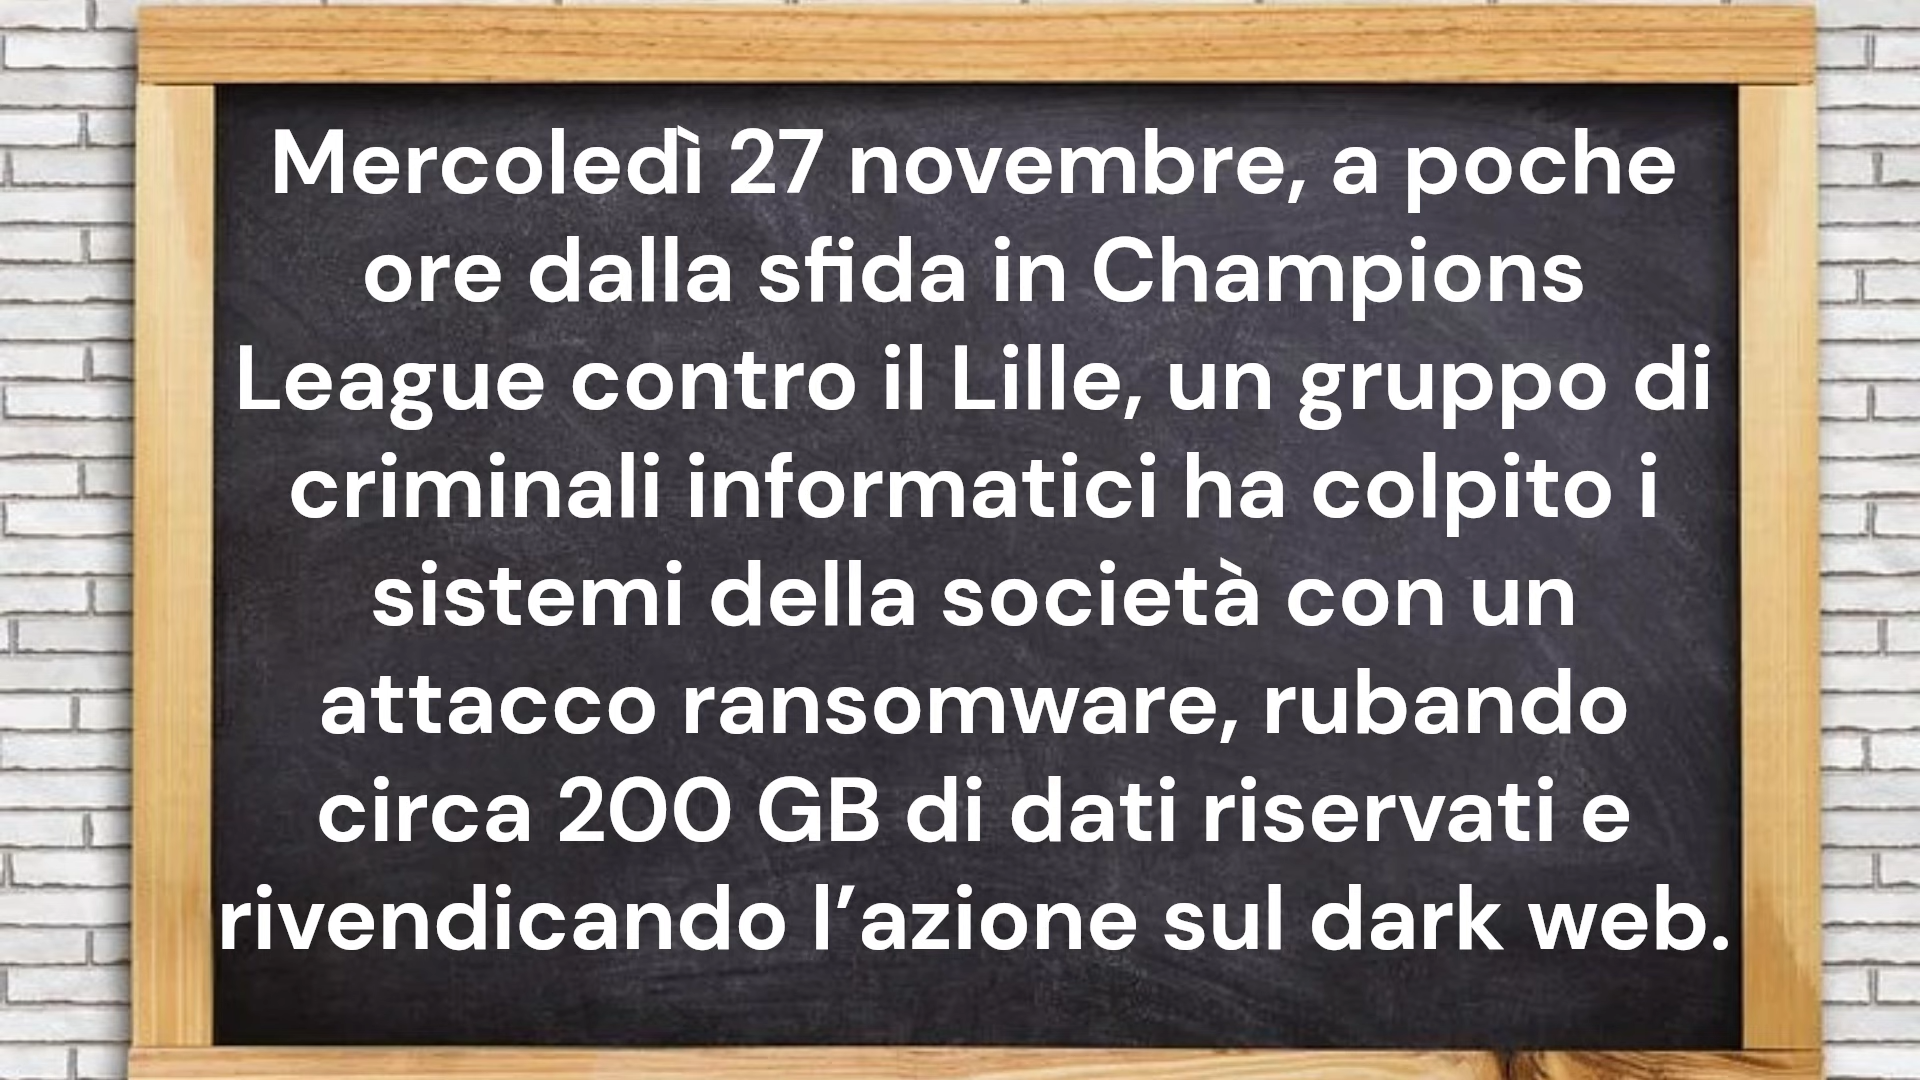 Mercoledì 27 novembre, a poche
ore dalla sfida in Champions
League contro il Lille, un gruppo di
criminali informatici ha colpito i
sistemi della società con un
attacco ransomware, rubando
circa 200 GB di dati riservati e
rivendicando l’azione sul dark web.